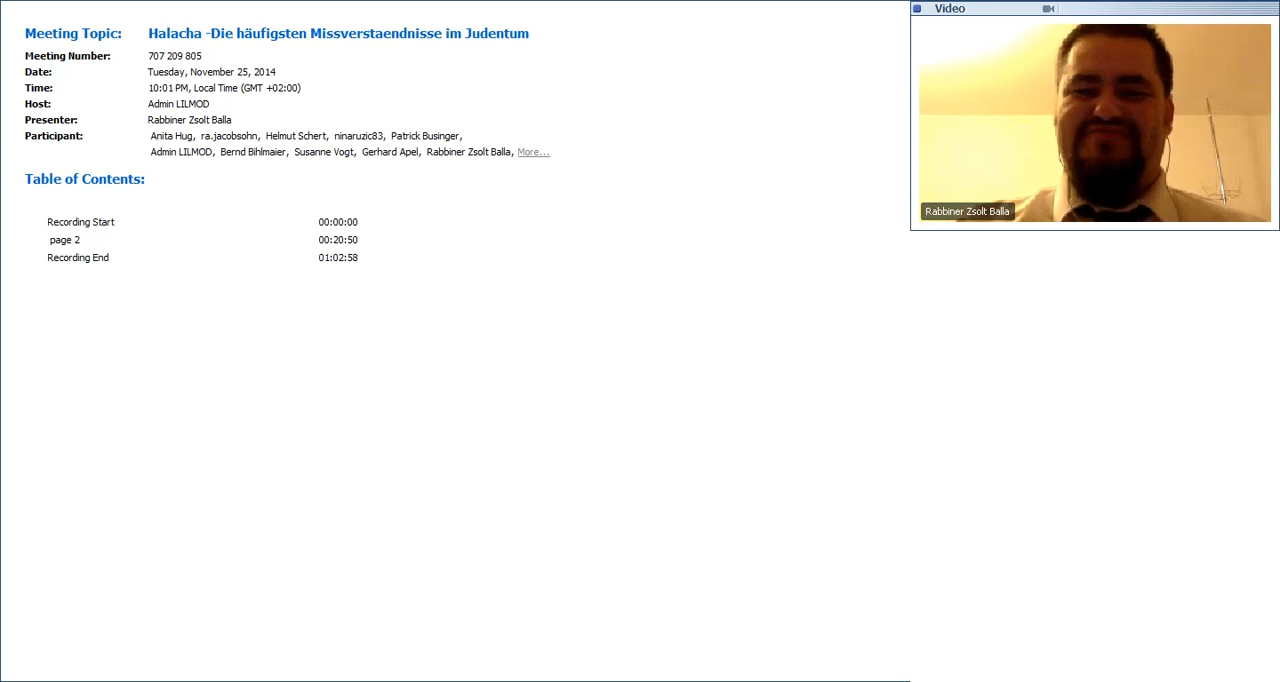 Meeting Topic: Halacha -Die häufigsten Missverstaendnisse im Judentum
Meeting Number: 707 209 805
Date: Tuesday, November 25, 2014
Time: 10:01 PM, Local Time (GMT +02:00)
Host: Admin LILMOD
Presenter: Rabbiner Zsolt Balla
Participant: Anita Hug, ra.jacobsohn, Helmut Schert, ninaruzic83, Patrick Businger,
Admin LILMOD, Bernd Bihlmaier, Susanne Vogt, Gerhard Apel, Rabbiner Zsolt Balla, More...
Table of Contents:
Recording Start 00:00:00
page 2 00:20:50
Recording End 01:02:58
Video
Rabbiner Zsolt Balla